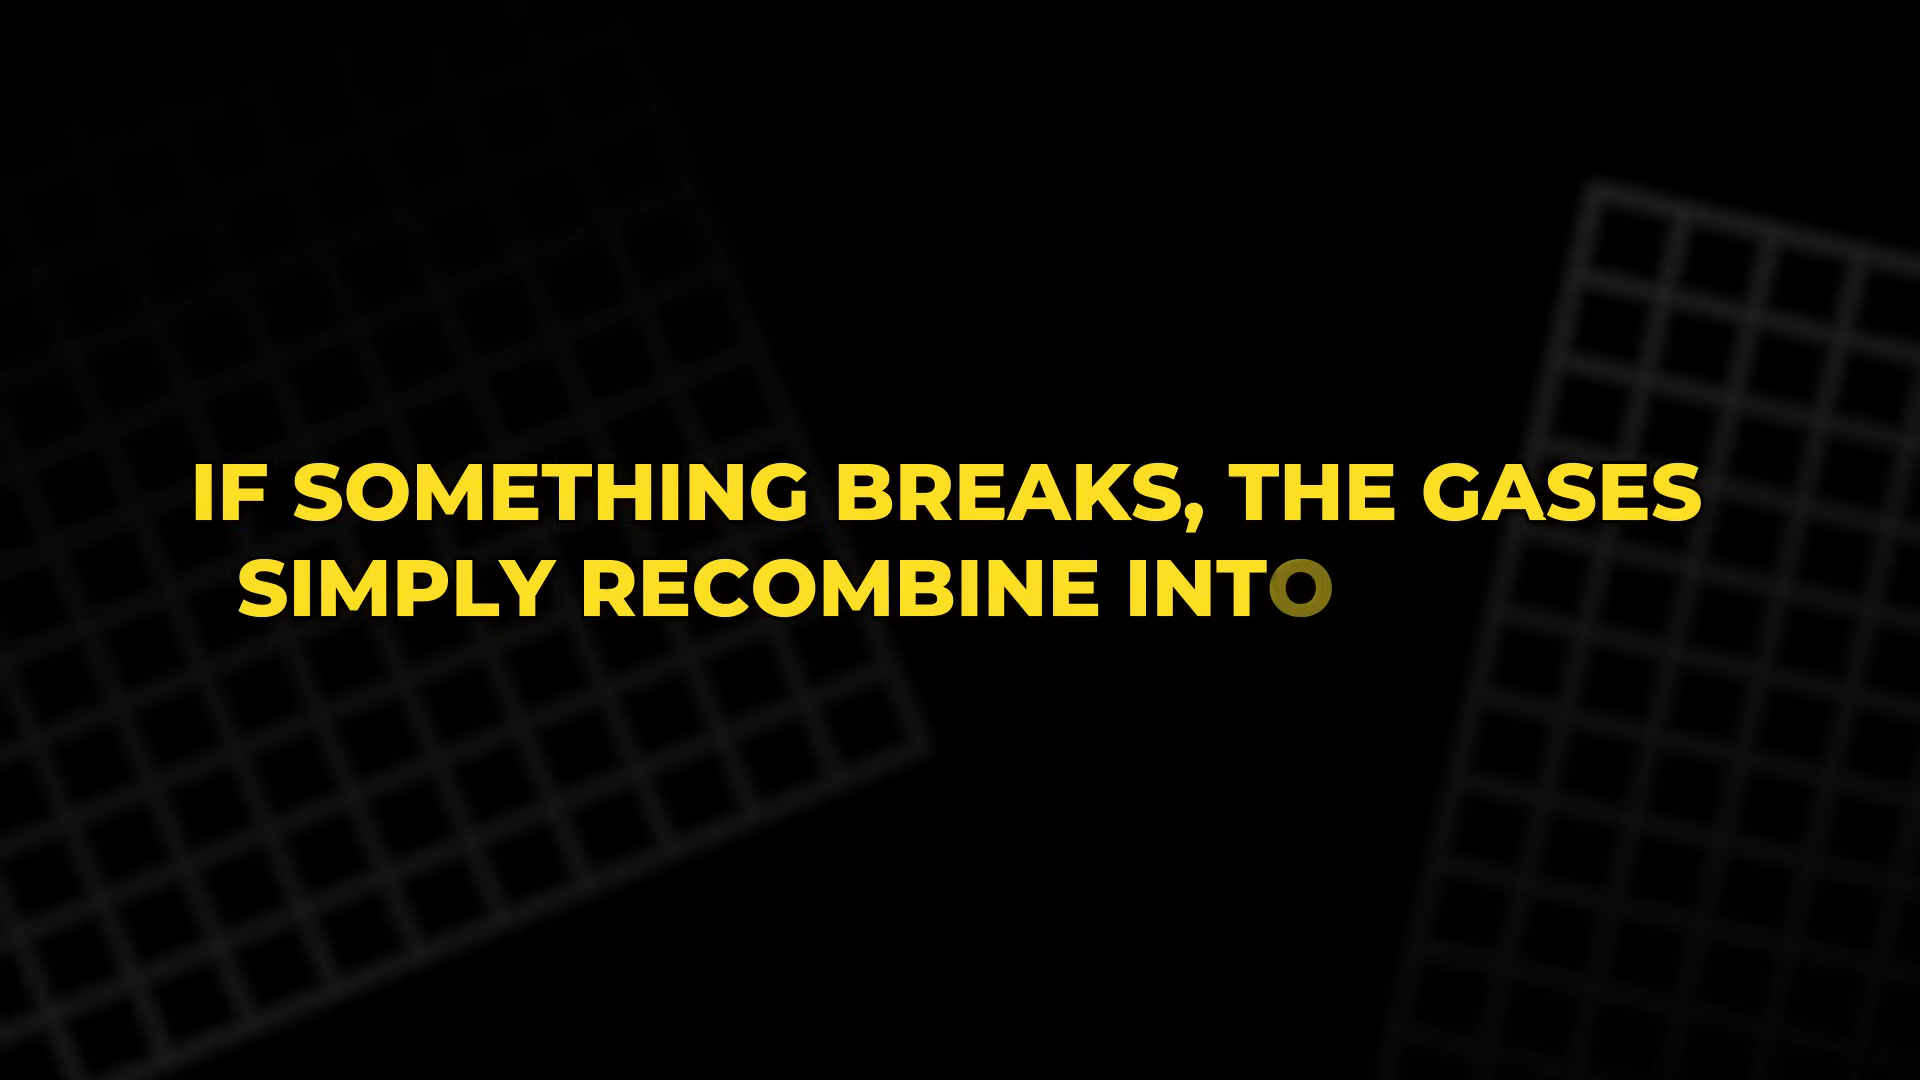 IF SOMETHING BREAKS, THE GASES
SIMPLY RECOMBINE INTO